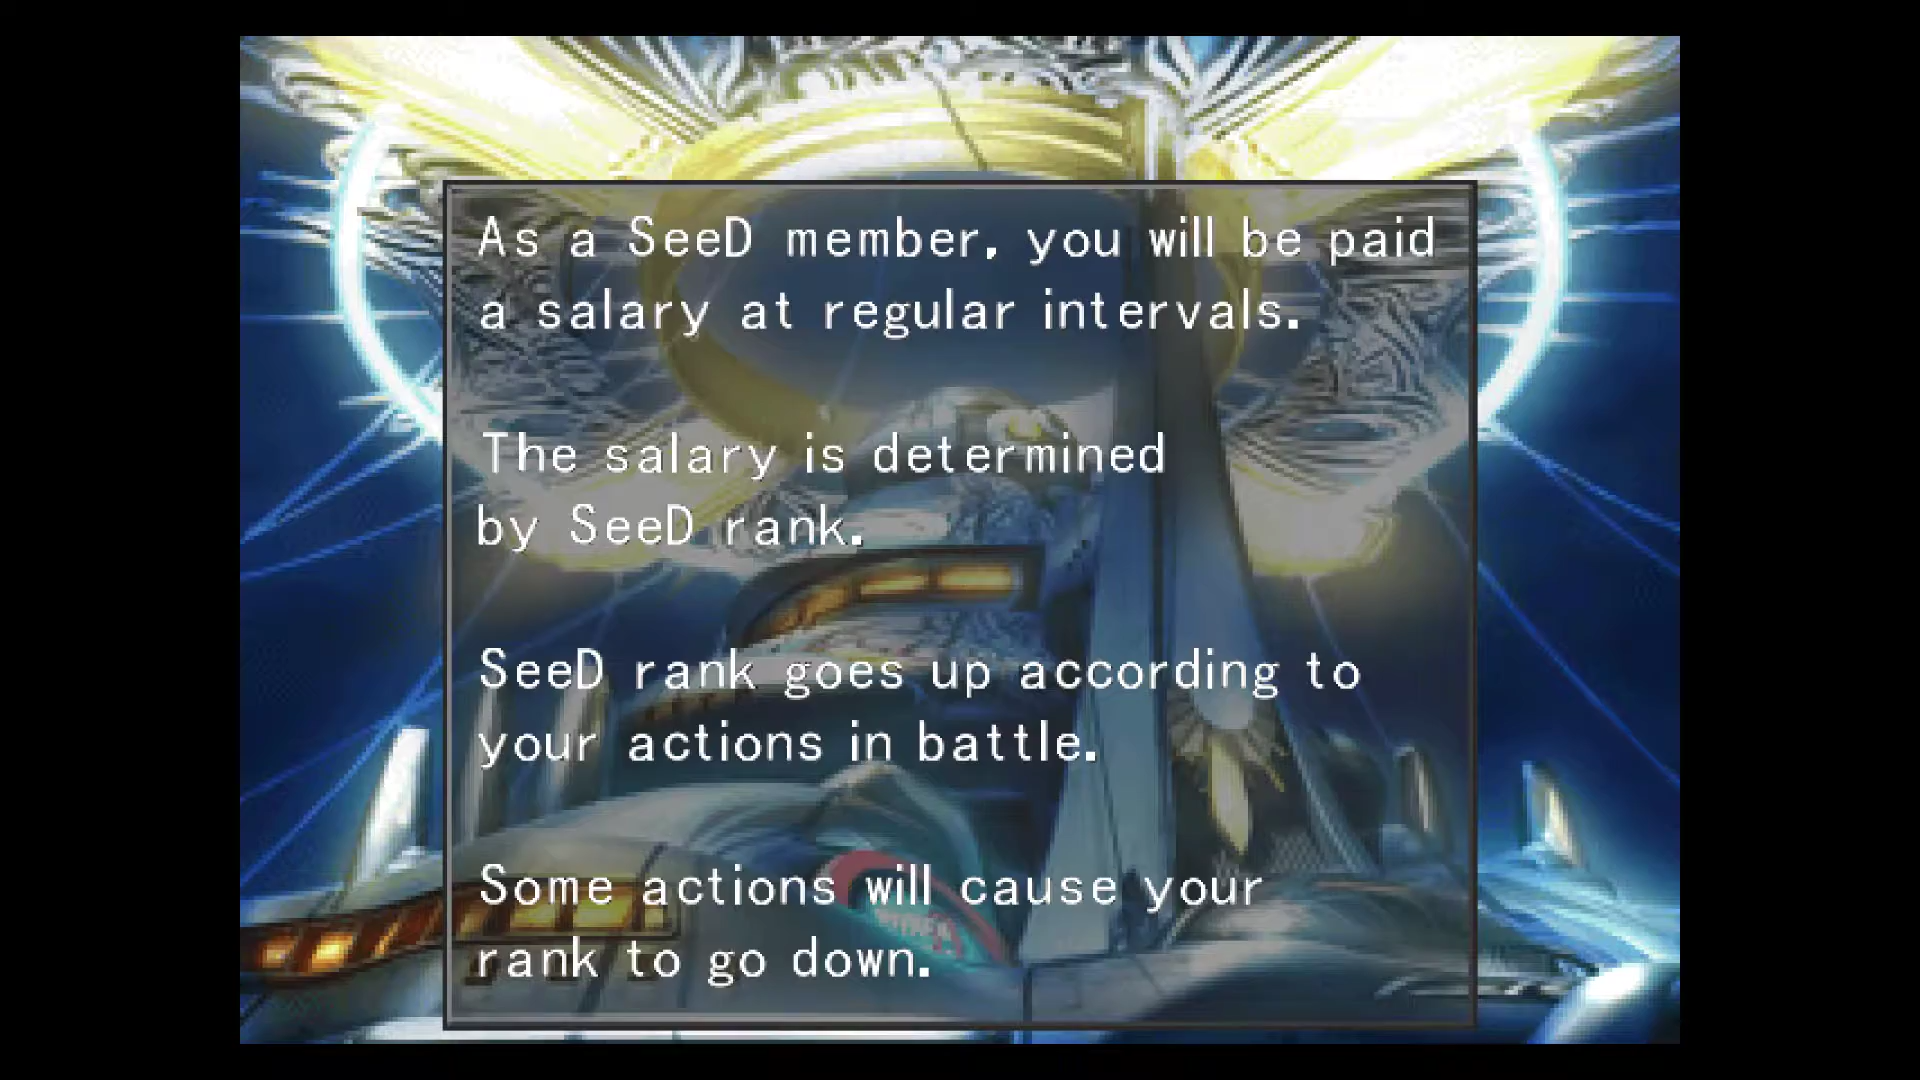 As a SeeD member, you will be paid
a salary at regular intervals.
The salary is determined
by SeeD rank.
SeeD rank goes up according to
your actions in battle.
Some actions will cause your
rank to go down.